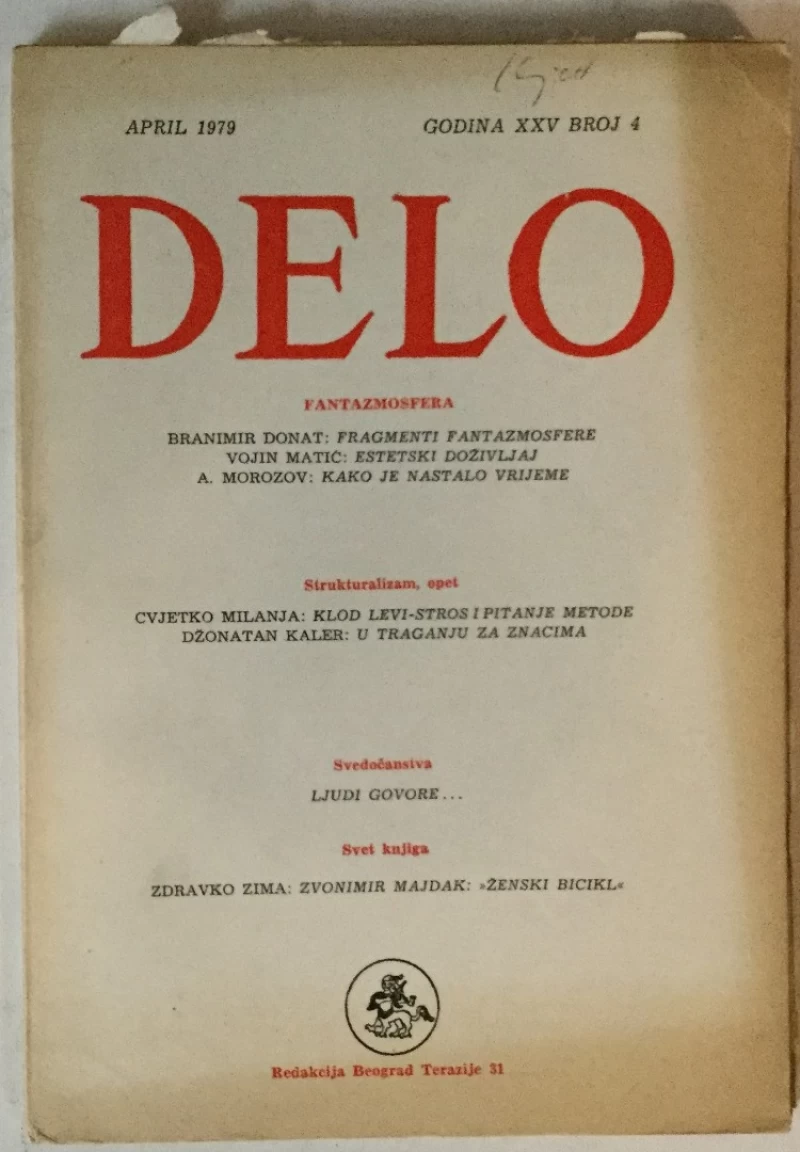 APRIL 1979
GODINA XXV BROJ 4
DELO
FANTAZMOSFERA
BRANIMIR DONAT: FRAGMENTI FANTAZMOSFERE
VOJIN MATIĆ: ESTETSKI DOŽIVLJAJ
A. MOROZOV: KAKO JE NASTALO VRIJEME
Strukturalizam, opet
CVJETKO MILANJA: KLOD LEVI-STROS I PITANJE METODE
DŽONATAN KALER: U TRAGANJU ZA ZNACIMA
Svedočanstva
LJUDI GOVORE...
Svet knjiga
ZDRAVKO ZIMA: ZVONIMIR MAJDAK: »ŽENSKI BICIKL«
Redakcija Beograd Terazije 31